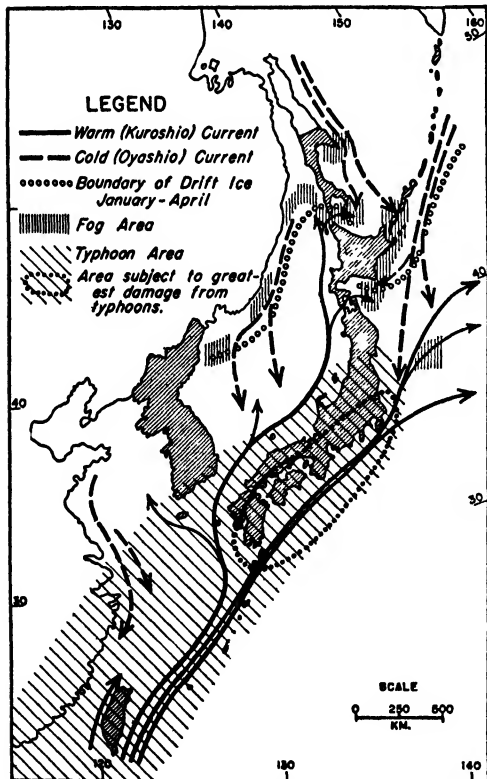 130
140
150
160
50
LEGEND
Warm (Kuroshio) Current
Cold (Oyashio) Current
Boundary of Drift Ice
January-April
Fog Area
Typhoon Area
Area subject to great-
est damage from
typhoons.
40
40
30
30
SCALE
0 250 500
KM.
120
130
140